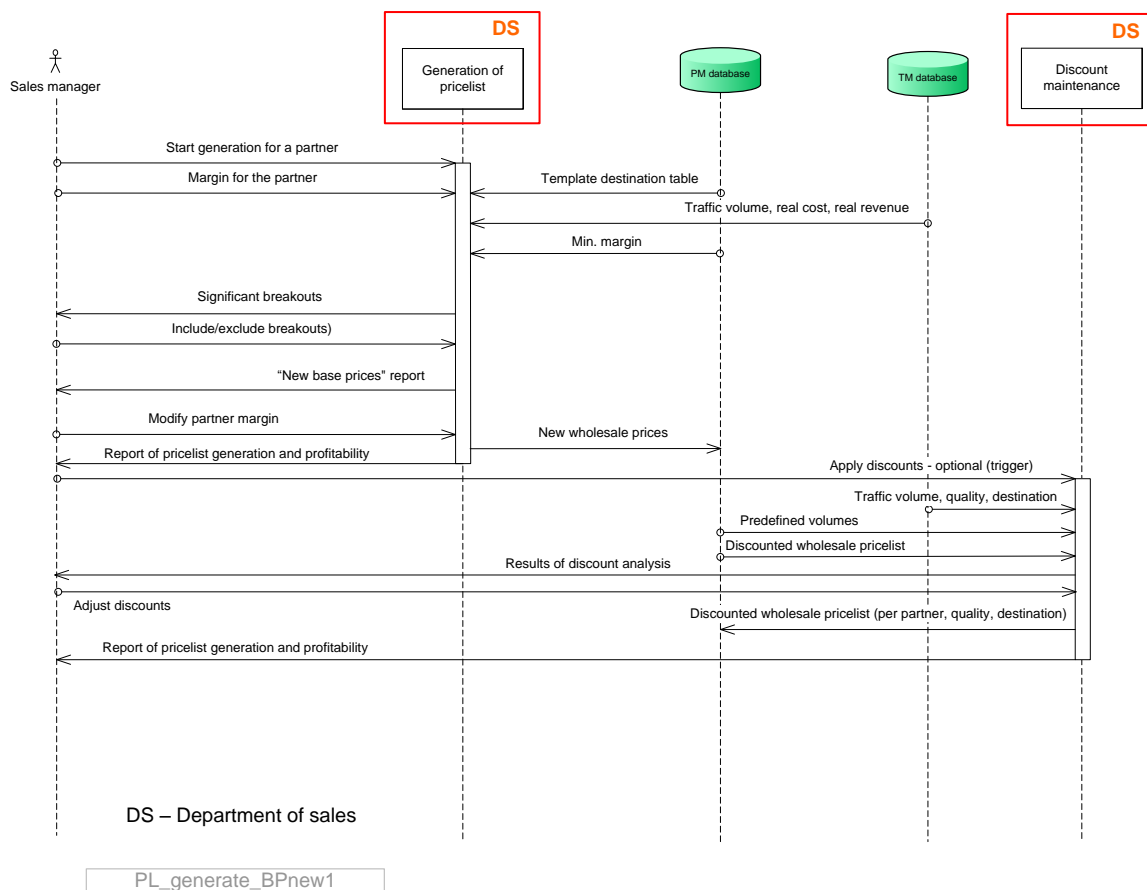 DS
DS
Sales manager
Generation of
pricelist
PM database
TM database
Discount
maintenance
Start generation for a partner
Margin for the partner
Template destination table
Traffic volume, real cost, real revenue
Min. margin
Significant breakouts
Include/exclude breakouts)
“New base prices" report
Modify partner margin
New wholesale prices
Report of pricelist generation and profitability
Apply discounts - optional (trigger)
Traffic volume, quality, destination
Predefined volumes
Discounted wholesale pricelist
Results of discount analysis
Adjust discounts
Discounted wholesale pricelist (per partner, quality, destination)
Report of pricelist generation and profitability
DS – Department of sales
PL_generate_BPnew1